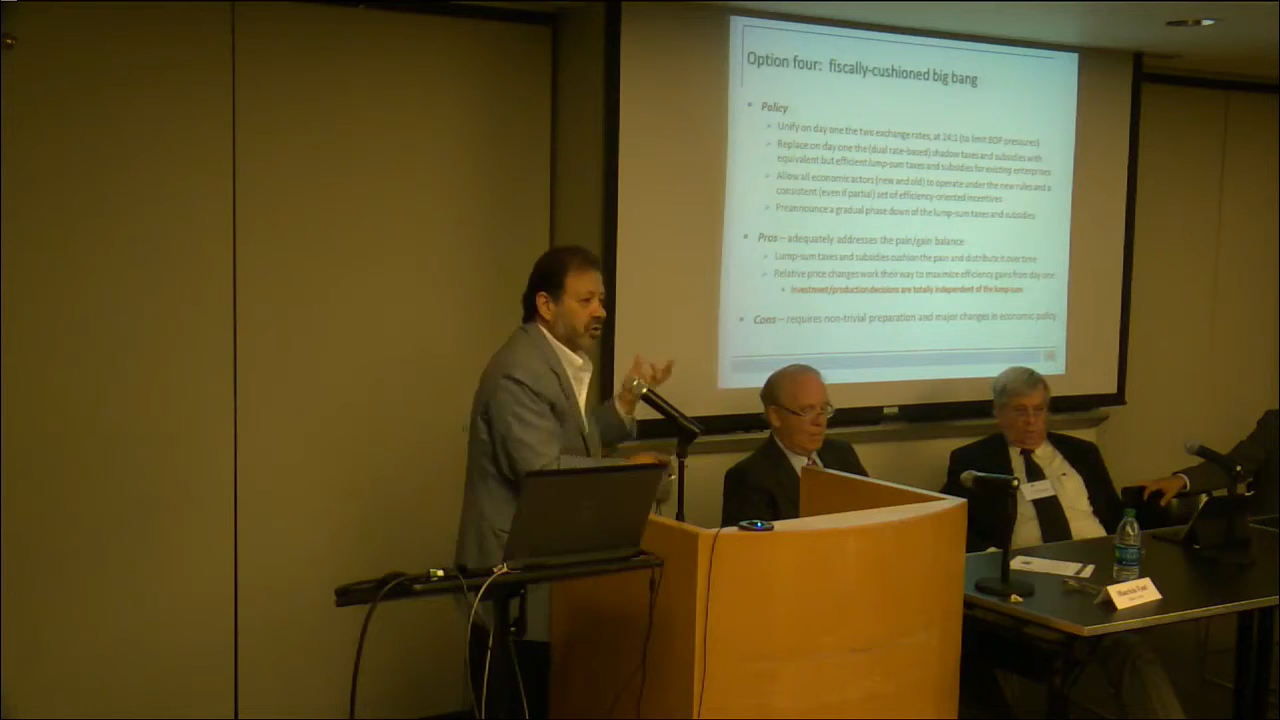 Option four: fiscally-cushioned big bang
• Policy
➢ Unify on day one the two exchange rates, at 24:1 (to limit BOP pressures)
➢ Replace on day one the (dual rate-based) shadow taxes and subsidies with
equivalent but efficient lump-sum taxes and subsidies for existing enterprises
➢ Allow all economic actors (new and old) to operate under the new rules and a
consistent (even if partial) set of efficiency-oriented incentives
➢ Preannounce a gradual phase down of the lump-sum taxes and subsidies
• Pros – adequately addresses the pain/gain balance
➢ Lump-sum taxes and subsidies cushion the pain and distribute it over time
➢ Relative price changes work their way to maximize efficiency gains from day one
• Investment/production decisions are totally independent of the lump sum
• Cons – requires non-trivial preparation and major changes in economic policy
Mauricio Font